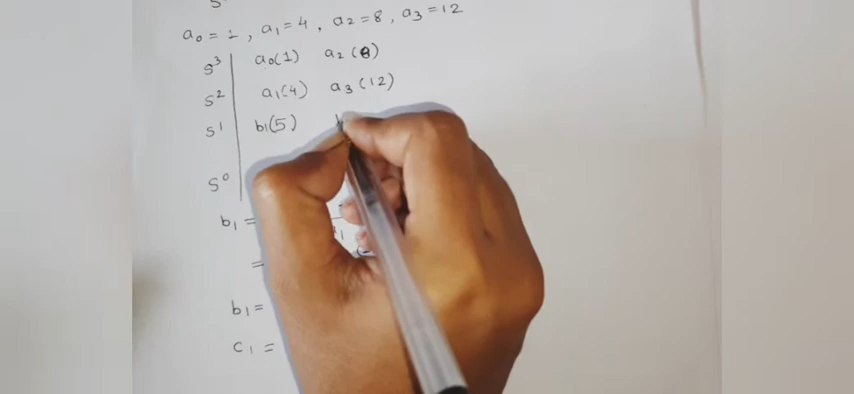 a₀ = 1, a₁ = 4, a₂ = 8, a₃ = 12
s³ a₀(1) a₂(8)
s² a₁(4) a₃(12)
s¹ b₁(5)
s⁰
b₁ =
=
b₁ =
c₁ =